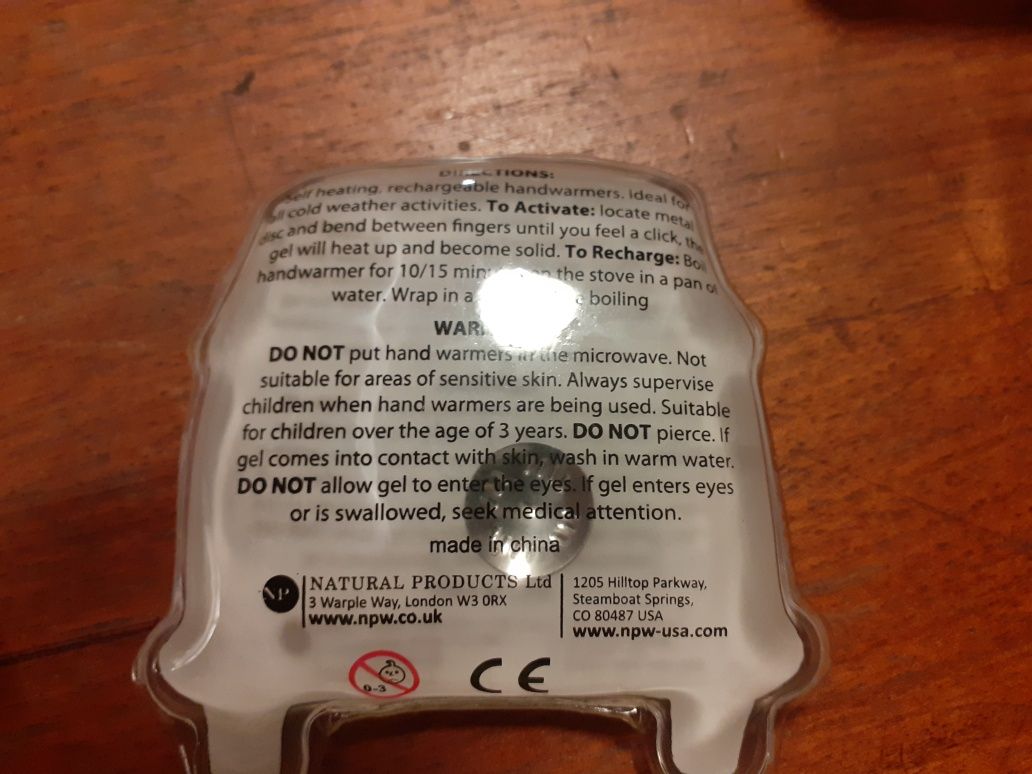 DIRECTIONS:
Self heating, rechargeable handwarmers. Ideal for
all cold weather activities. To Activate: locate metal
disc and bend between fingers until you feel a click, the
gel will heat up and become solid. To Recharge: Boil
handwarmer for 10/15 the stove in a pan of
water. Wrap in a boiling
DO NOT put hand warmers in the microwave. Not
suitable for areas of sensitive skin. Always supervise
children when hand warmers are being used. Suitable
for children over the age of 3 years. DO NOT pierce. If
gel comes into contact with skin, wash in warm water.
DO NOT allow gel to enter the eyes. If gel enters eyes
or is swallowed, seek medical attention.
made in china
NP
NATURAL PRODUCTS Ltd
3 Warple Way, London W3 0RX
www.npw.co.uk
1205 Hilltop Parkway,
Steamboat Springs,
CO 80487 USA
www.npw-usa.com
0-3
CE